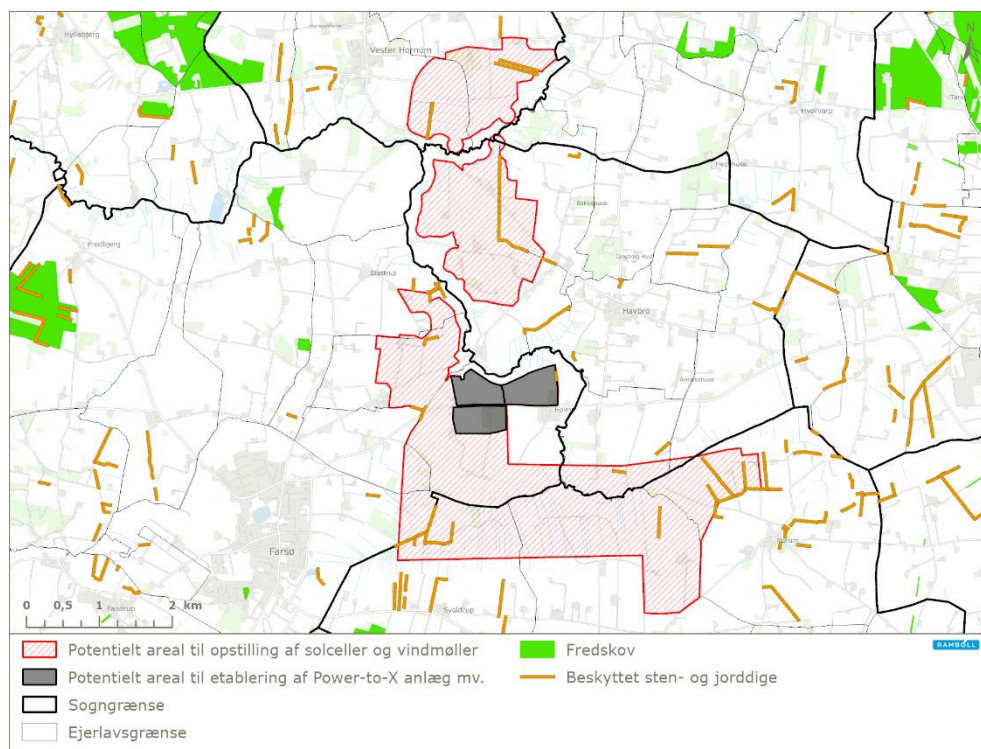 Hyllebjerg
Vester Hornum
N
Hvorvarp
Fredbjerg
Havbro
Farsø
Svoldrup
0 0,5 1 2 km
Potentielt areal til opstilling af solceller og vindmøller
Fredskov
RAMBOLL
Potentielt areal til etablering af Power-to-X anlæg mv.
Beskyttet sten- og jorddige
Sogngrænse
Ejerlavsgrænse